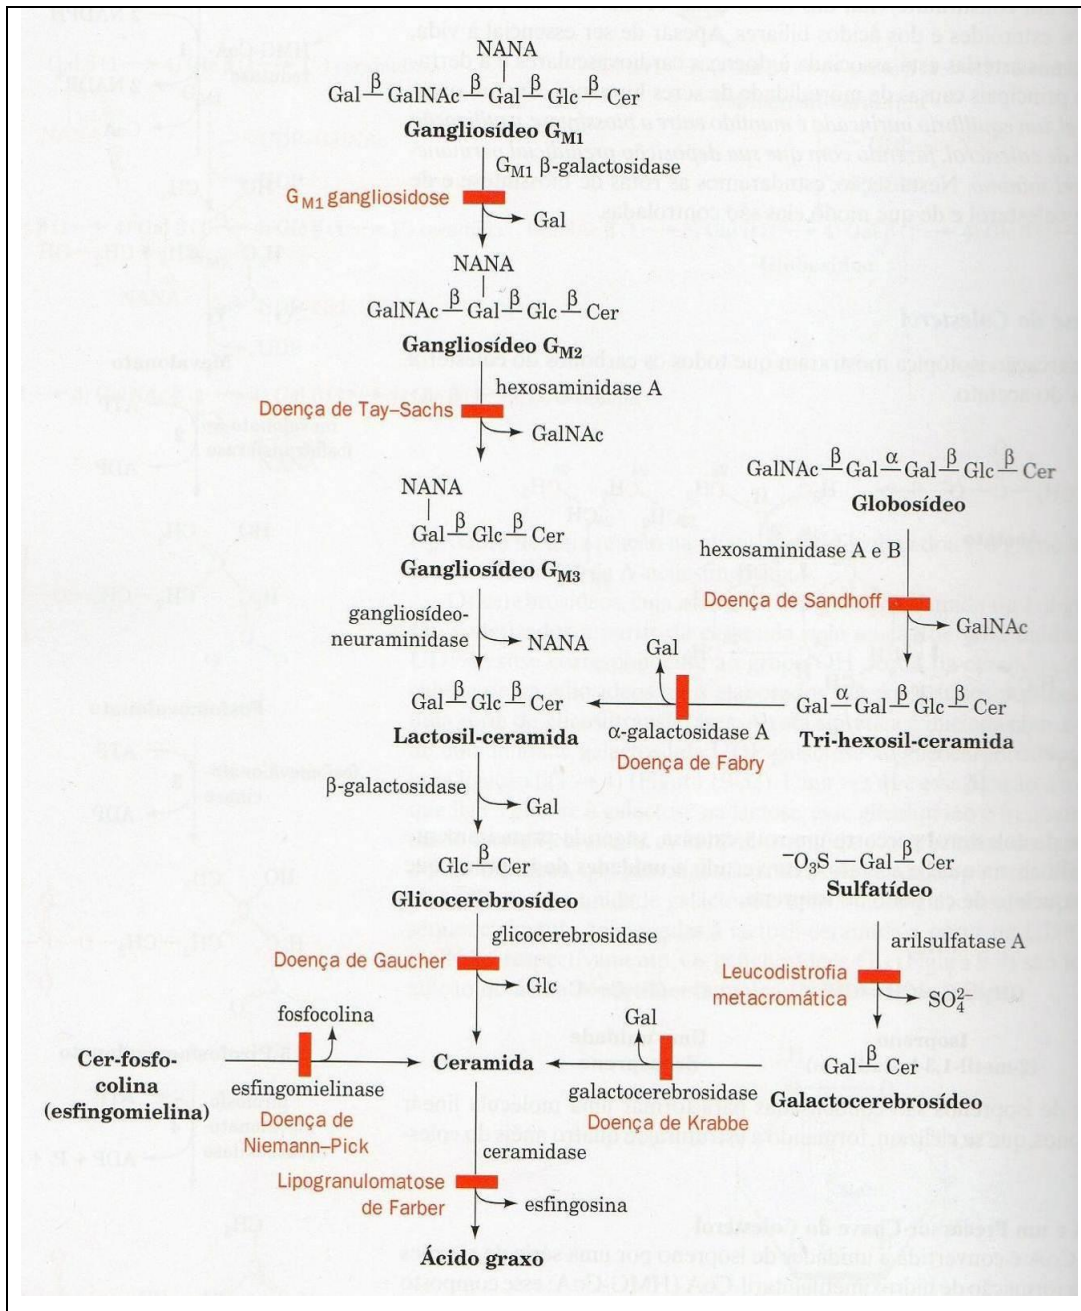 NANA
Gal β GalNAc β Gal β Glc β Cer
Gangliosídeo GM1
GM1 β-galactosidase
GM1 gangliosidose
Gal
NANA
GalNAc β Gal β Glc β Cer
Gangliosídeo GM2
hexosaminidase A
Doença de Tay–Sachs
GalNAc
NANA
Gal β Glc β Cer
Gangliosídeo GM3
gangliosídeo
neuraminidase
NANA
GalNAc β Gal α Gal β Glc β Cer
Globosídeo
hexosaminidase A e B
Doença de Sandhoff
GalNAc
Gal α Gal β Glc β Cer
Tri-hexosil-ceramida
Gal
α-galactosidase A
Doença de Fabry
Gal β Glc β Cer
Lactosil-ceramida
β-galactosidase
Gal
Glc β Cer
Glicocerebrosídeo
glicocerebrosidase
Doença de Gaucher
Glc
⁻O3S — Gal β Cer
Sulfatídeo
arilsulfatase A
Leucodistrofia
metacromática
SO4²⁻
Gal β Cer
Galactocerebrosídeo
Gal
galactocerebrosidase
Doença de Krabbe
fosfocolina
Cer-fosfo-
colina
(esfingomielina)
esfingomielinase
Doença de
Niemann–Pick
Ceramida
ceramidase
Lipogranulomatose
de Farber
esfingosina
Ácido graxo